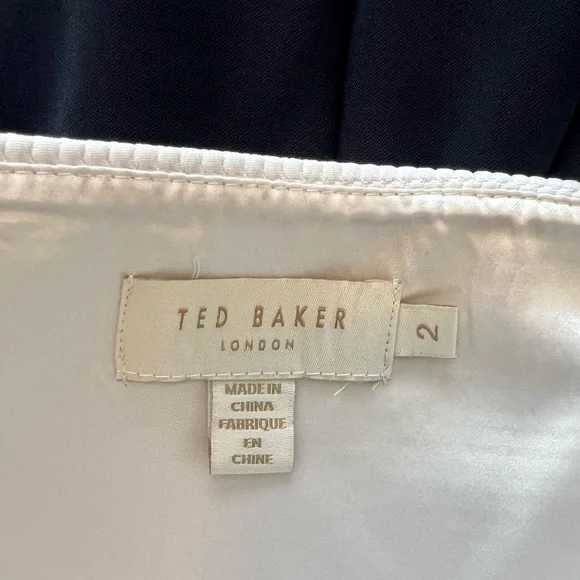 TED BAKER
LONDON
2
MADE IN
CHINA
FABRIQUE
EN
CHINE